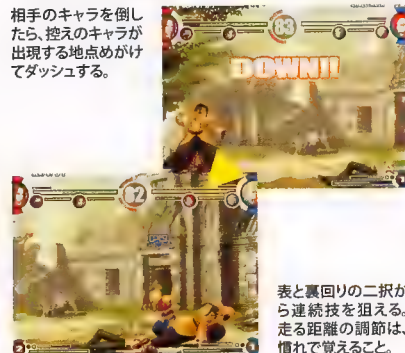 相手のキャラを倒し
たら、控えのキャラが
出現する地点めがけ
てダッシュする。
83
DOWN!!
82
表と裏回りの二択か
ら連続技を狙える。
走る距離の調節は、
慣れで覚えること。